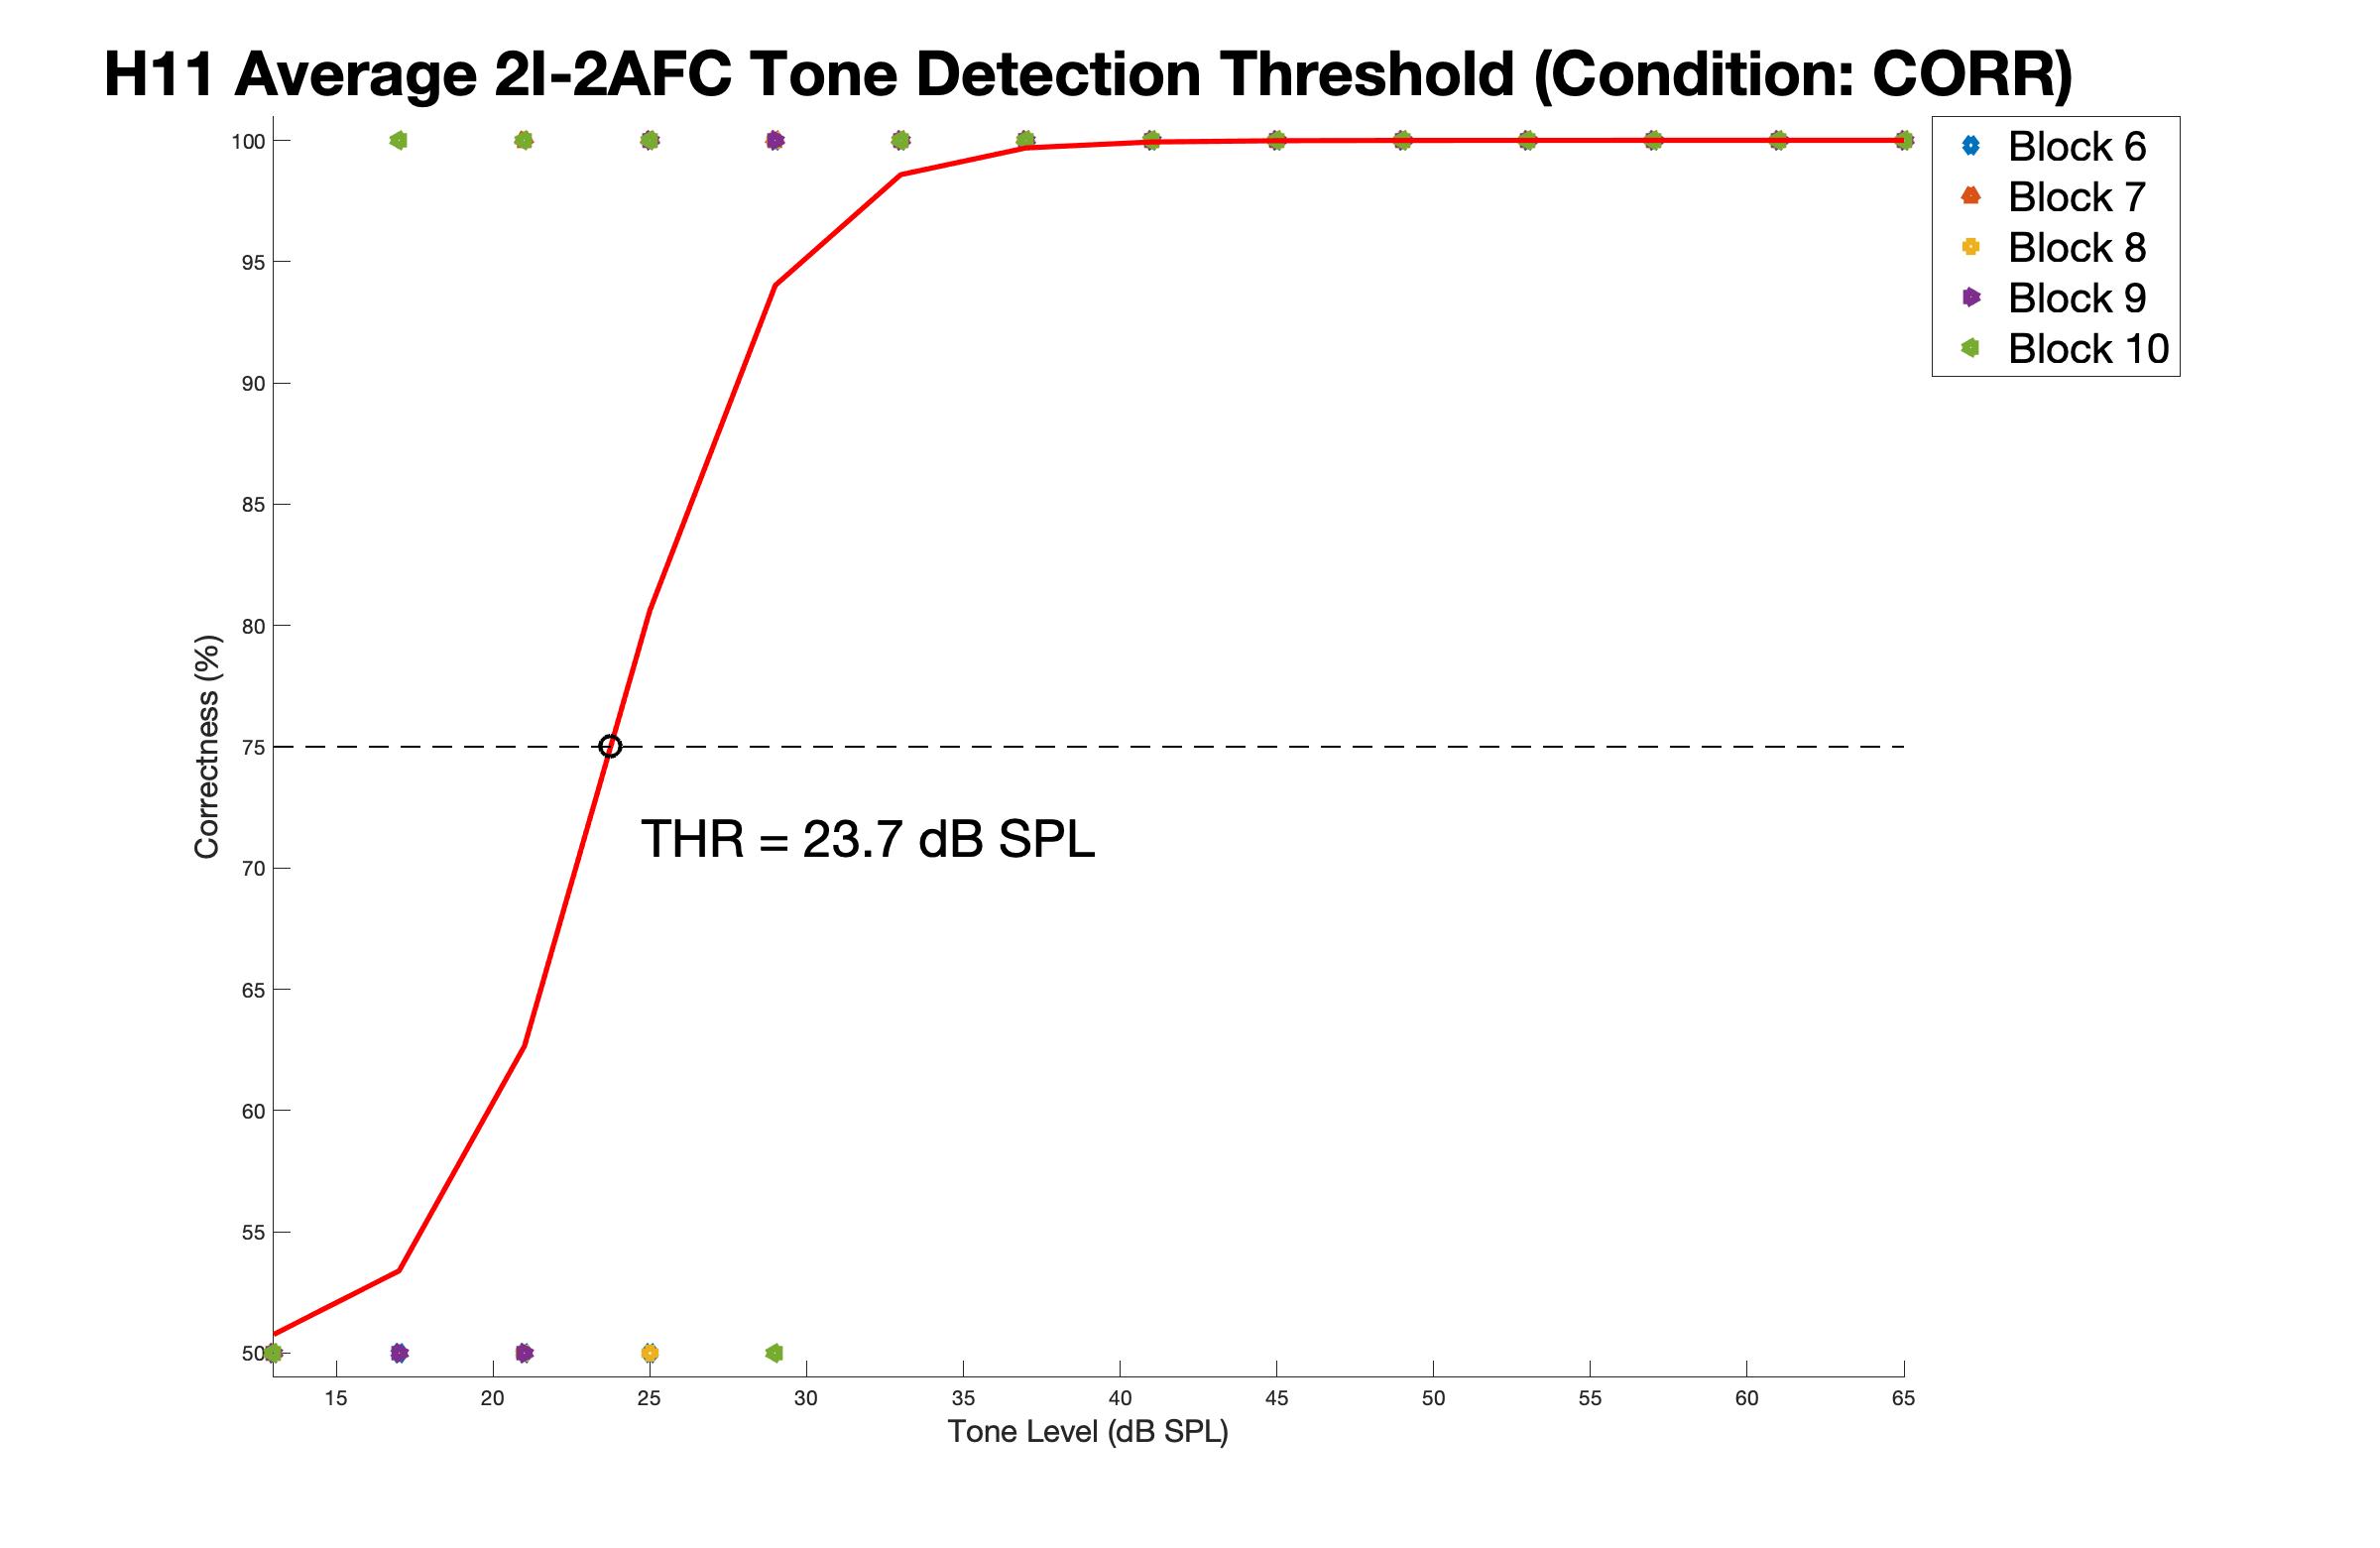 H11 Average 2I-2AFC Tone Detection Threshold (Condition: CORR)
100
95
90
85
80
75
70
65
60
55
50
Correctness (%)
THR = 23.7 dB SPL
15 20 25 30 35 40 45 50 55 60 65
Tone Level (dB SPL)
Block 6
Block 7
Block 8
Block 9
Block 10